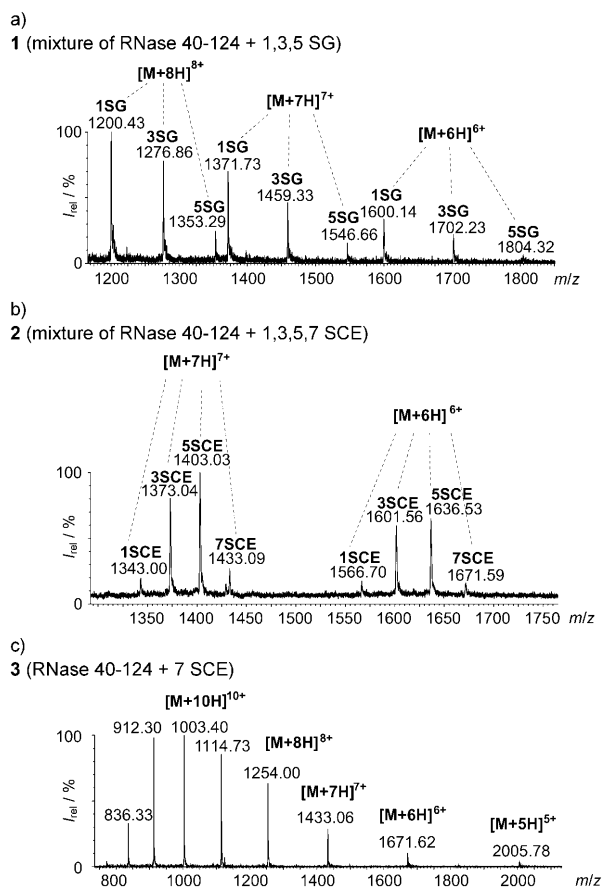 a)
1 (mixture of RNase 40-124 + 1,3,5 SG)
[M+8H]8+
[M+7H]7+
[M+6H]6+
1SG
1200.43
3SG
1276.86
5SG
1353.29
1SG
1371.73
3SG
1459.33
5SG
1546.66
1SG
1600.14
3SG
1702.23
5SG
1804.32
100
Irel / %
0
1200 1300 1400 1500 1600 1700 1800 m/z
b)
2 (mixture of RNase 40-124 + 1,3,5,7 SCE)
[M+7H]7+
[M+6H]6+
1SCE
1343.00
3SCE
1373.04
5SCE
1403.03
7SCE
1433.09
1SCE
1566.70
3SCE
1601.56
5SCE
1636.53
7SCE
1671.59
100
Irel / %
0
1350 1400 1450 1500 1550 1600 1650 1700 1750 m/z
c)
3 (RNase 40-124 + 7 SCE)
[M+10H]10+
836.33
912.30
1003.40
1114.73
[M+8H]8+
1254.00
[M+7H]7+
1433.06
[M+6H]6+
1671.62
[M+5H]5+
2005.78
100
Irel / %
0
800 1000 1200 1400 1600 1800 2000 m/z